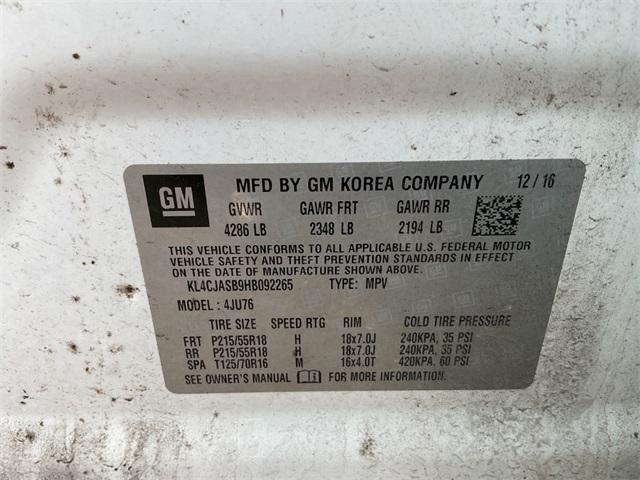 GM MFD BY GM KOREA COMPANY 12/16
GVWR GAWR FRT GAWR RR
4286 LB 2348 LB 2194 LB
THIS VEHICLE CONFORMS TO ALL APPLICABLE U.S. FEDERAL MOTOR
VEHICLE SAFETY AND THEFT PREVENTION STANDARDS IN EFFECT
ON THE DATE OF MANUFACTURE SHOWN ABOVE.
KL4CJASB9HB092265 TYPE: MPV
MODEL: 4JU76
TIRE SIZE SPEED RTG RIM COLD TIRE PRESSURE
FRT P215/55R18 H 18x7.0J 240KPA, 35 PSI
RR P215/55R18 H 18x7.0J 240KPA, 35 PSI
SPA T125/70R16 M 16x4.0T 420KPA, 60 PSI
SEE OWNER'S MANUAL FOR MORE INFORMATION.